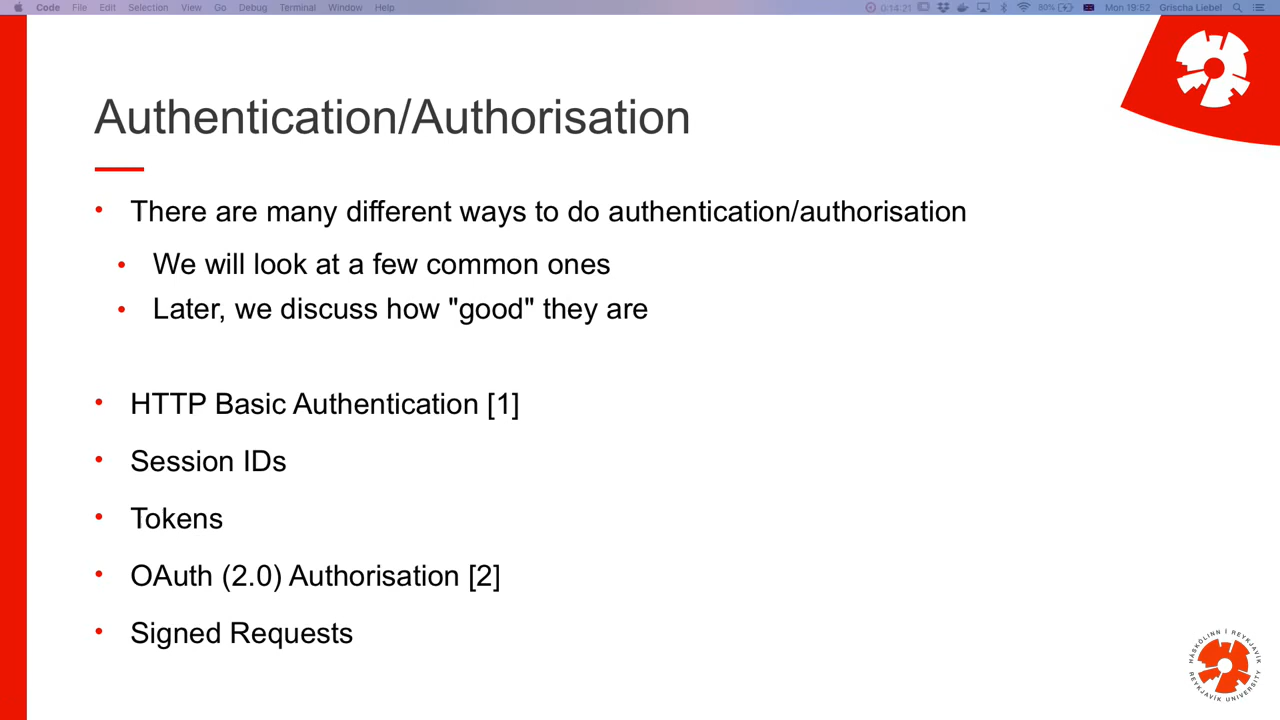 Code File Edit Selection View Go Debug Terminal Window Help 0:14:21 80% Mon 19:52 Grischa Liebel
Authentication/Authorisation
• There are many different ways to do authentication/authorisation
• We will look at a few common ones
• Later, we discuss how "good" they are
• HTTP Basic Authentication [1]
• Session IDs
• Tokens
• OAuth (2.0) Authorisation [2]
• Signed Requests
HÁSKÓLINN Í REYKJAVÍK
REYKJAVÍK UNIVERSITY